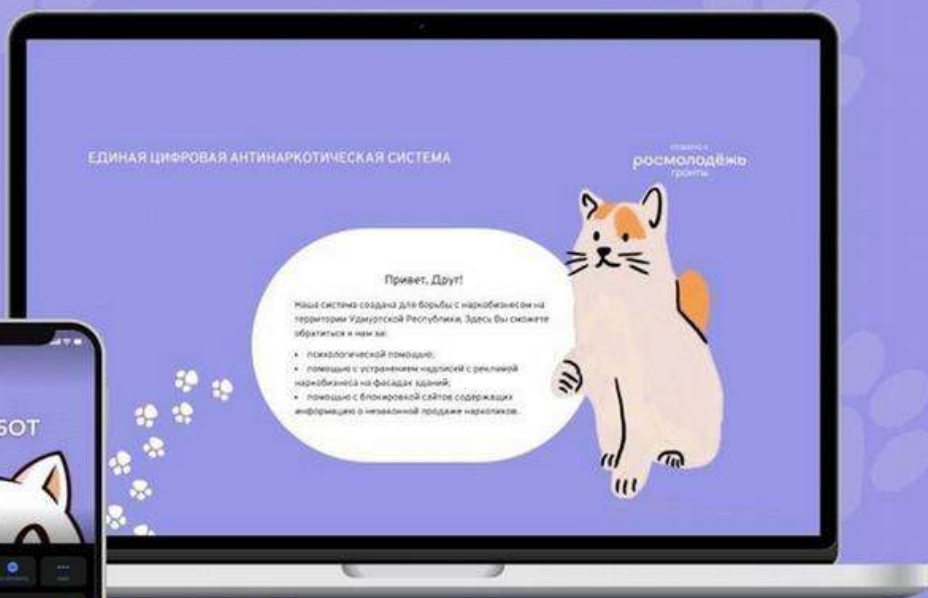 ЕДИНАЯ ЦИФРОВАЯ АНТИНАРКОТИЧЕСКАЯ СИСТЕМА
росмолодёжь
гранты
Привет, Друг!
Наша система создана для борьбы с наркобизнесом на
территории Удмуртской Республики. Здесь Вы сможете
обратиться к нам за:
• психологической помощью;
• помощью с устранением надписей с рекламой
наркобизнеса на фасадах зданий;
• помощью с блокировкой сайтов содержащих
информацию о незаконной продаже наркотиков.
БОТ